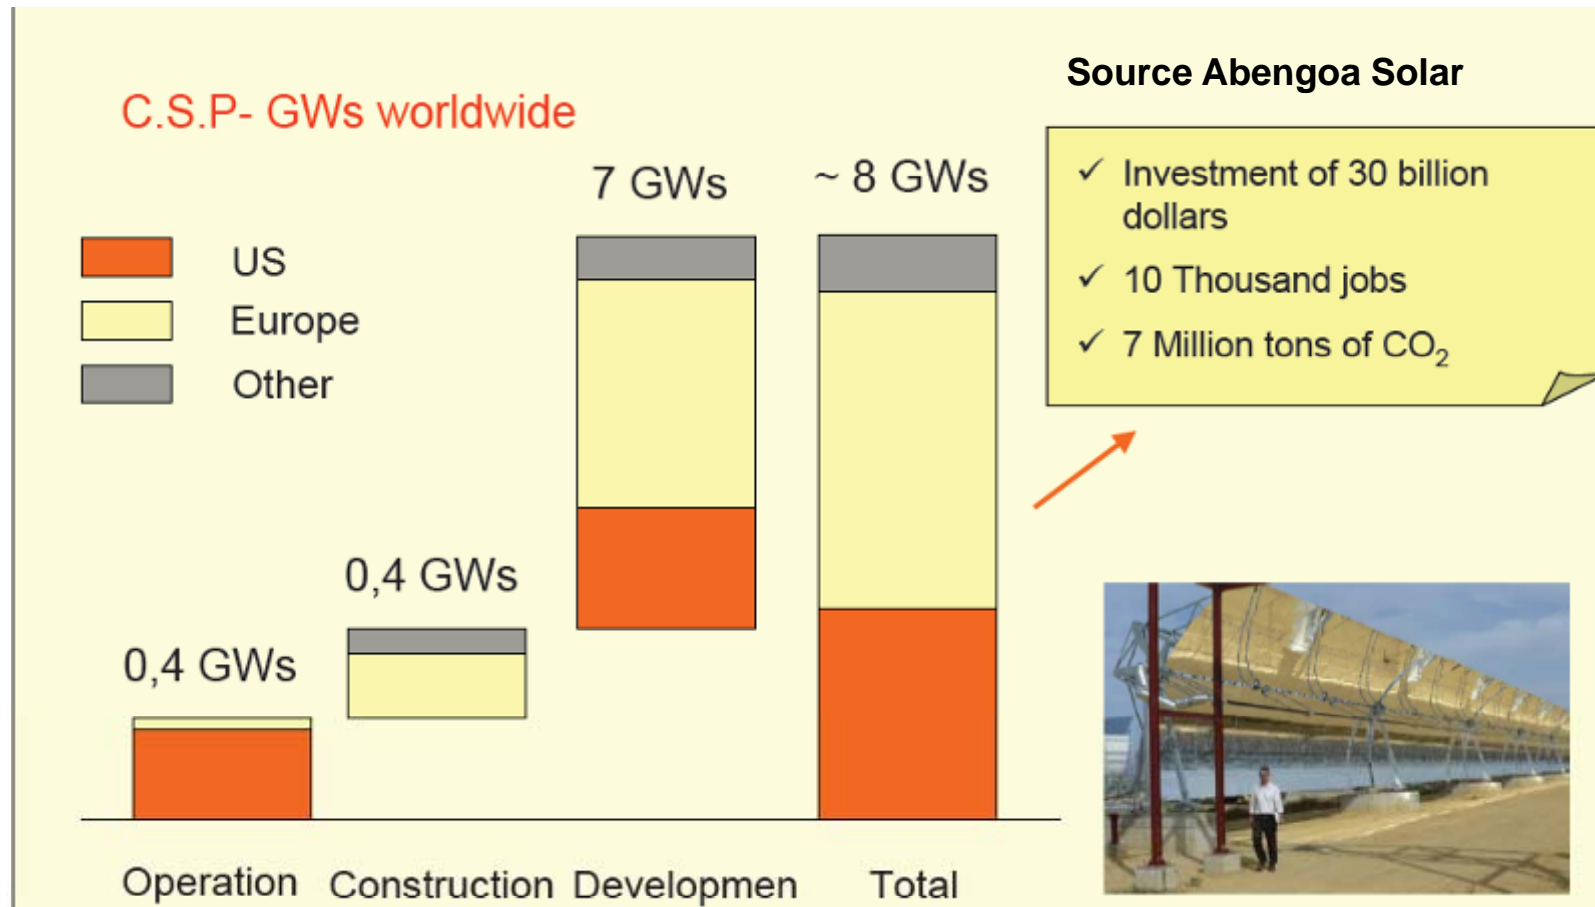 Source Abengoa Solar
C.S.P- GWs worldwide
7 GWs
~ 8 GWs
✓ Investment of 30 billion
dollars
✓ 10 Thousand jobs
✓ 7 Million tons of CO₂
US
Europe
Other
0,4 GWs
0,4 GWs
Operation
Construction
Developmen
Total